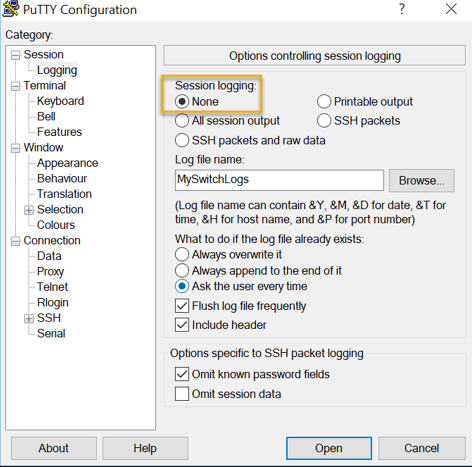 PuTTY Configuration
?
Category:
Session
Logging
Terminal
Keyboard
Bell
Features
Window
Appearance
Behaviour
Translation
Selection
Colours
Connection
Data
Proxy
Telnet
Rlogin
SSH
Serial
Options controlling session logging
Session logging:
None
Printable output
All session output
SSH packets
SSH packets and raw data
Log file name:
MySwitchLogs
Browse...
(Log file name can contain &Y, &M, &D for date, &T for
time, &H for host name, and &P for port number)
What to do if the log file already exists:
Always overwrite it
Always append to the end of it
Ask the user every time
Flush log file frequently
Include header
Options specific to SSH packet logging
Omit known password fields
Omit session data
About
Help
Open
Cancel